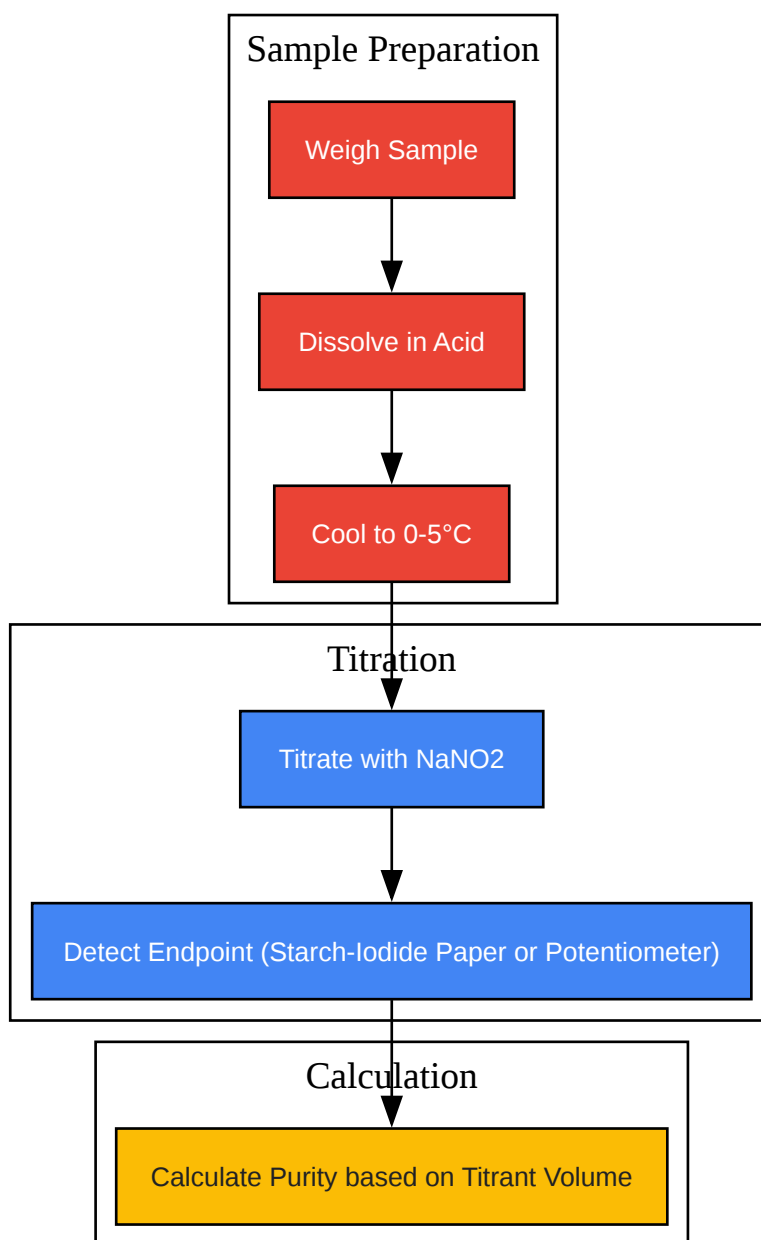 Sample Preparation
Weigh Sample
Dissolve in Acid
Cool to 0-5°C
Titration
Titrate with NaNO2
Detect Endpoint (Starch-Iodide Paper or Potentiometer)
Calculation
Calculate Purity based on Titrant Volume